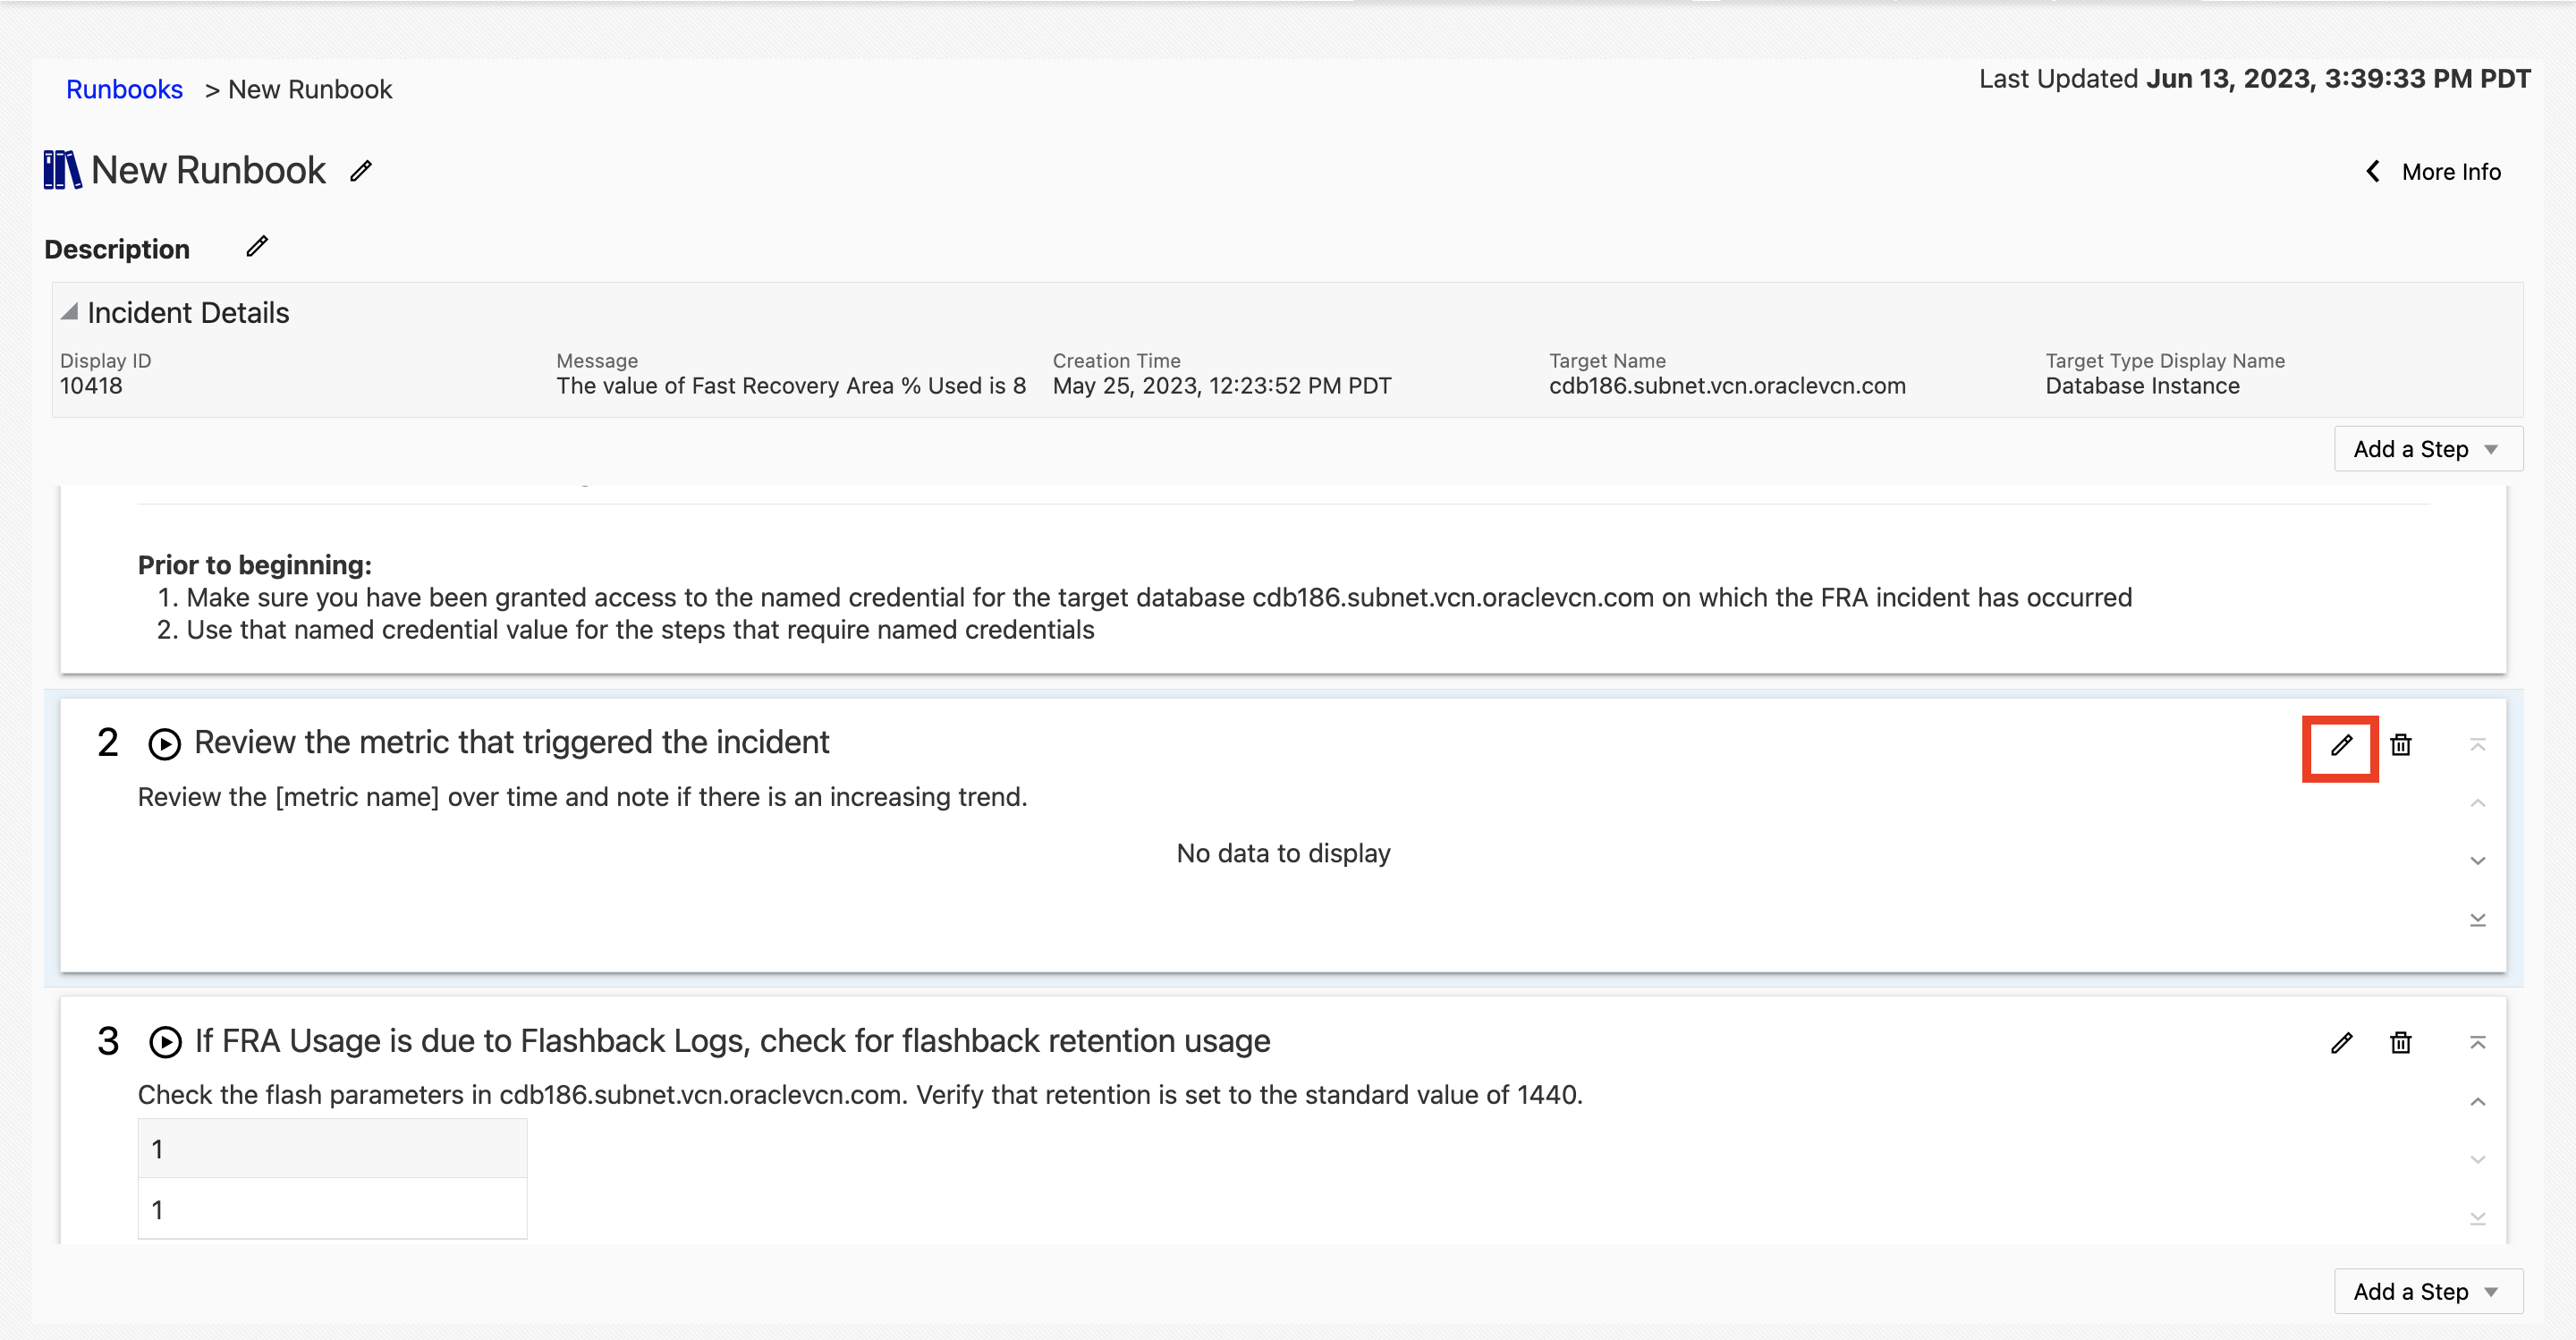 Runbooks > New Runbook
Last Updated Jun 13, 2023, 3:39:33 PM PDT
New Runbook
More Info
Description
Incident Details
Display ID
10418
Message
The value of Fast Recovery Area % Used is 8
Creation Time
May 25, 2023, 12:23:52 PM PDT
Target Name
cdb186.subnet.vcn.oraclevcn.com
Target Type Display Name
Database Instance
Add a Step
Prior to beginning:
1. Make sure you have been granted access to the named credential for the target database cdb186.subnet.vcn.oraclevcn.com on which the FRA incident has occurred
2. Use that named credential value for the steps that require named credentials
2 Review the metric that triggered the incident
Review the [metric name] over time and note if there is an increasing trend.
No data to display
3 If FRA Usage is due to Flashback Logs, check for flashback retention usage
Check the flash parameters in cdb186.subnet.vcn.oraclevcn.com. Verify that retention is set to the standard value of 1440.
1
1
Add a Step